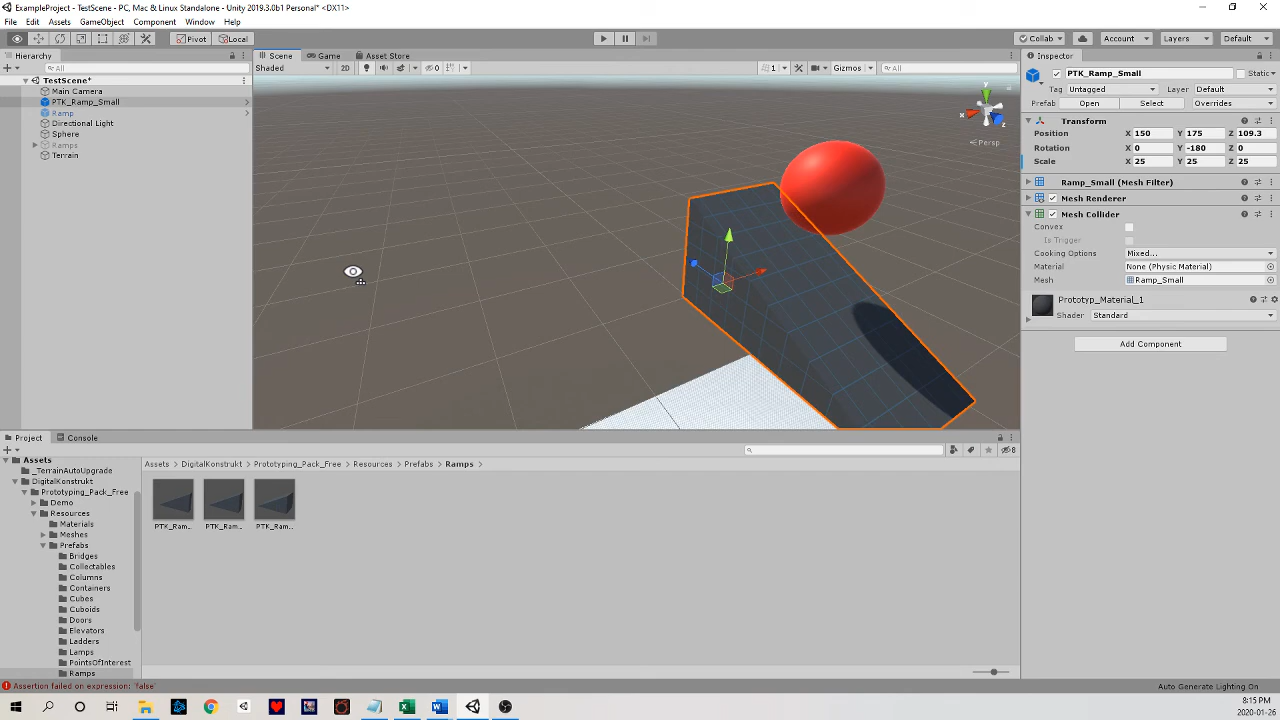 ExampleProject - TestScene - PC, Mac & Linux Standalone - Unity 2019.3.0b1 Personal* <DX11>
File Edit Assets GameObject Component Window Help
Pivot Local Collab Account Layers Default
Hierarchy Scene Game Asset Store Inspector
All Shaded 2D 0 1 Gizmos All
PTK_Ramp_Small Static
TestScene*
Main Camera
PTK_Ramp_Small
Ramp
Directional Light
Sphere
Ramps
Terrain
y
x
z
Persp
Tag Untagged Layer Default
Prefab Open Select Overrides
Transform
Position X 150 Y 175 Z 109.3
Rotation X 0 Y -180 Z 0
Scale X 25 Y 25 Z 25
Ramp_Small (Mesh Filter)
Mesh Renderer
Mesh Collider
Convex
Is Trigger
Cooking Options Mixed...
Material None (Physic Material)
Mesh Ramp_Small
Prototyp_Material_1
Shader Standard
Add Component
Project Console
8
Assets
_TerrainAutoUpgrade
DigitalKonstrukt
Prototyping_Pack_Free
Demo
Resources
Materials
Meshes
Prefabs
Bridges
Collectables
Columns
Containers
Cubes
Cuboids
Doors
Elevators
Ladders
Lamps
PointsOfInterest
Ramps
Assets > DigitalKonstrukt > Prototyping_Pack_Free > Resources > Prefabs > Ramps >
PTK_Ram... PTK_Ram... PTK_Ram...
Assertion failed on expression: 'false'
Auto Generate Lighting On
8:15 PM
2020-01-26